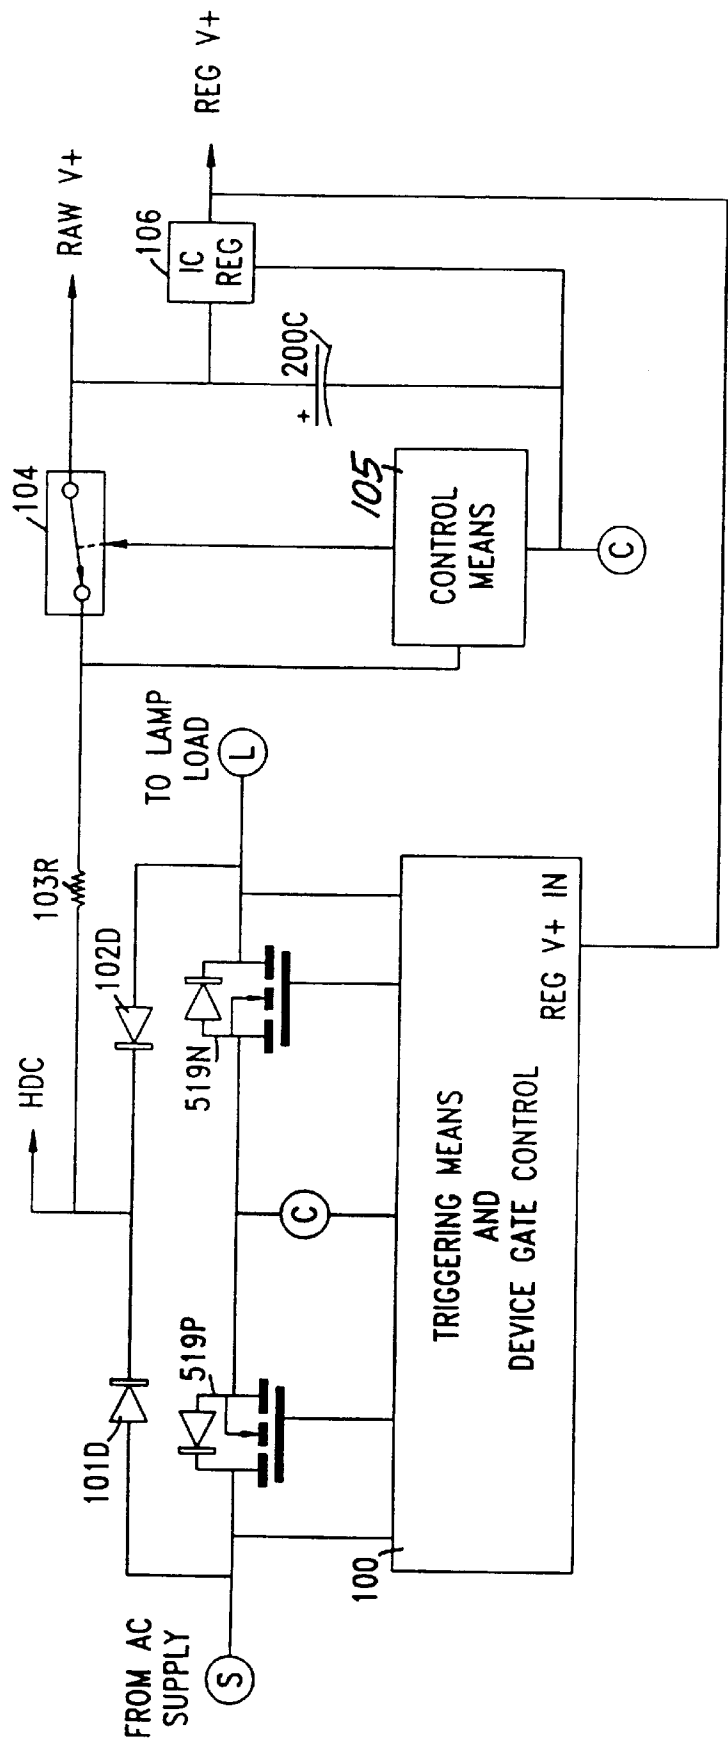 FROM AC
SUPPLY
S
101D
HDC
102D
103R
104
RAW V+
REG V+
106
IC
REG
+
200C
105
CONTROL
MEANS
C
TO LAMP
LOAD
L
519P
519N
C
100
TRIGGERING MEANS
AND
DEVICE GATE CONTROL
REG V+ IN